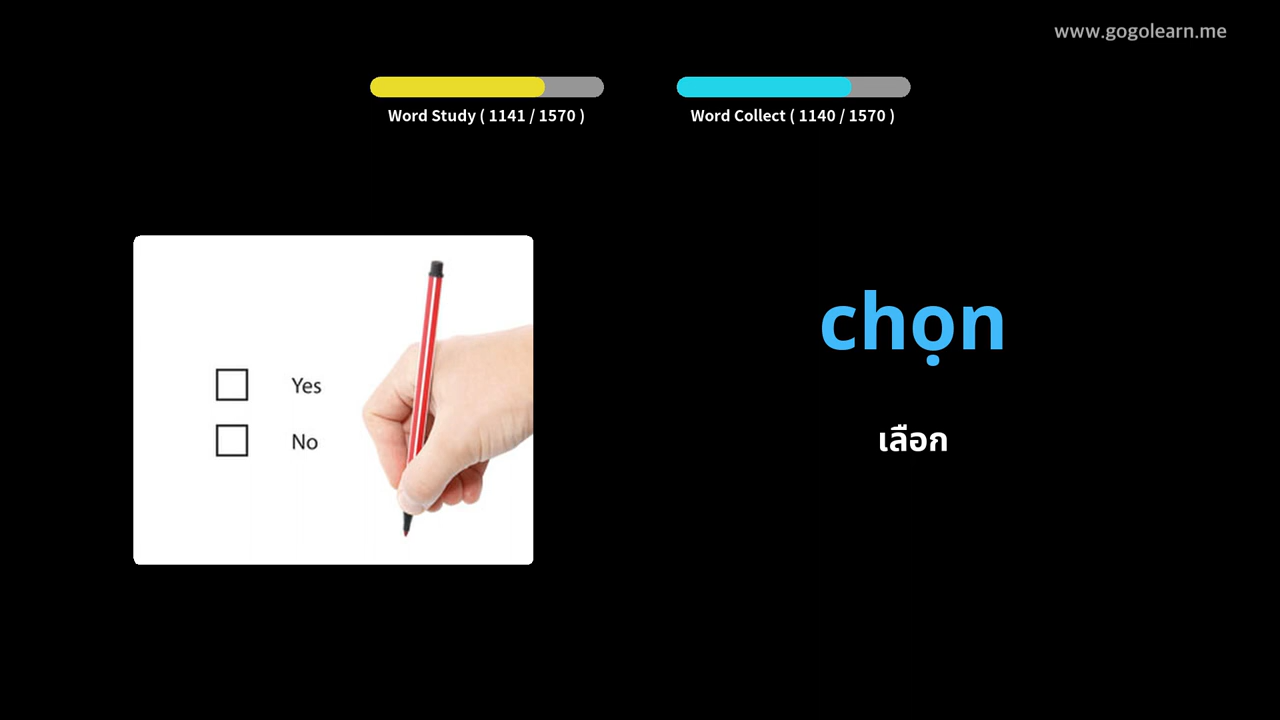 www.gogolearn.me
Word Study ( 1141 / 1570 )
Word Collect ( 1140 / 1570 )
Yes
No
chọn
เลือก